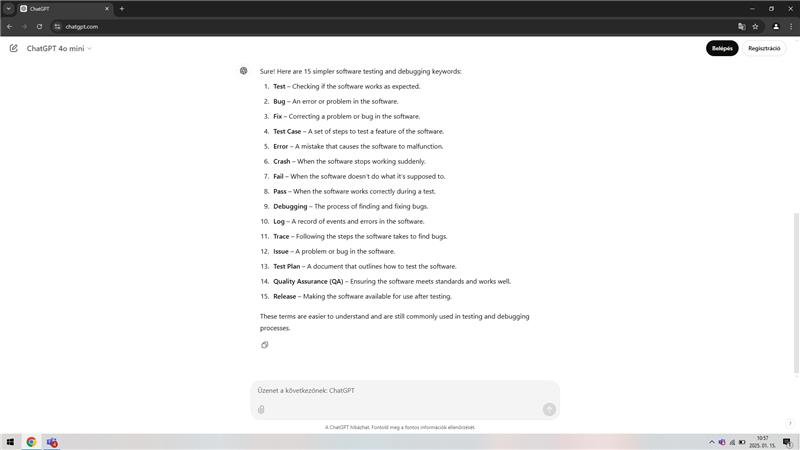 ChatGPT
chatgpt.com
ChatGPT 4o mini
Belépés
Regisztráció
Sure! Here are 15 simpler software testing and debugging keywords:
1. Test – Checking if the software works as expected.
2. Bug – An error or problem in the software.
3. Fix – Correcting a problem or bug in the software.
4. Test Case – A set of steps to test a feature of the software.
5. Error – A mistake that causes the software to malfunction.
6. Crash – When the software stops working suddenly.
7. Fail – When the software doesn't do what it's supposed to.
8. Pass – When the software works correctly during a test.
9. Debugging – The process of finding and fixing bugs.
10. Log – A record of events and errors in the software.
11. Trace – Following the steps the software takes to find bugs.
12. Issue – A problem or bug in the software.
13. Test Plan – A document that outlines how to test the software.
14. Quality Assurance (QA) – Ensuring the software meets standards and works well.
15. Release – Making the software available for use after testing.
These terms are easier to understand and are still commonly used in testing and debugging
processes.
Üzenet a következőnek: ChatGPT
A ChatGPT hibázhat. Fontold meg a fontos információk ellenőrzését.
?
10:57
2025. 01. 15.